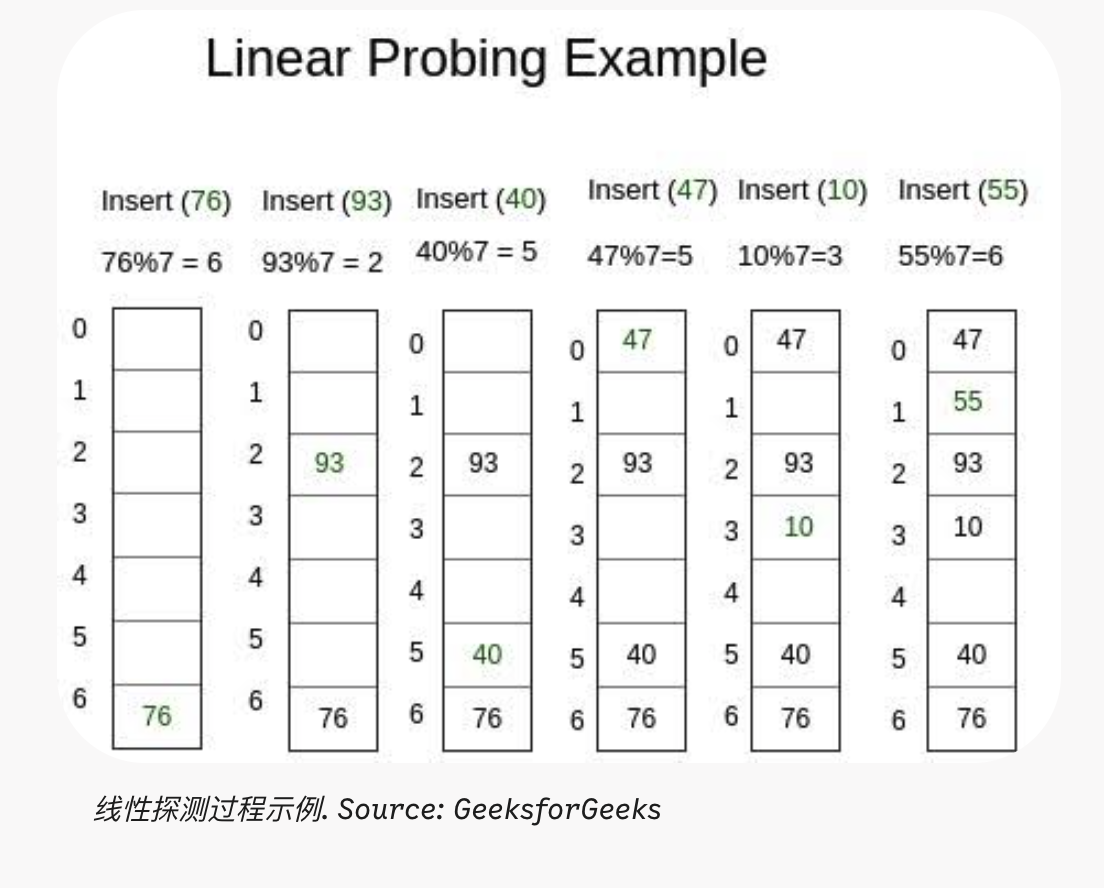 Linear Probing Example
Insert (76) Insert (93) Insert (40) Insert (47) Insert (10) Insert (55)
76%7 = 6 93%7 = 2 40%7 = 5 47%7=5 10%7=3 55%7=6
0 0 0 0 47 0 47 0 47
1 1 1 1 1 1 55
2 2 93 2 93 2 93 2 93 2 93
3 3 3 3 3 10 3 10
4 4 4 4 4 4
5 5 5 40 5 40 5 40 5 40
6 76 6 76 6 76 6 76 6 76 6 76
线性探测过程示例. Source: GeeksforGeeks